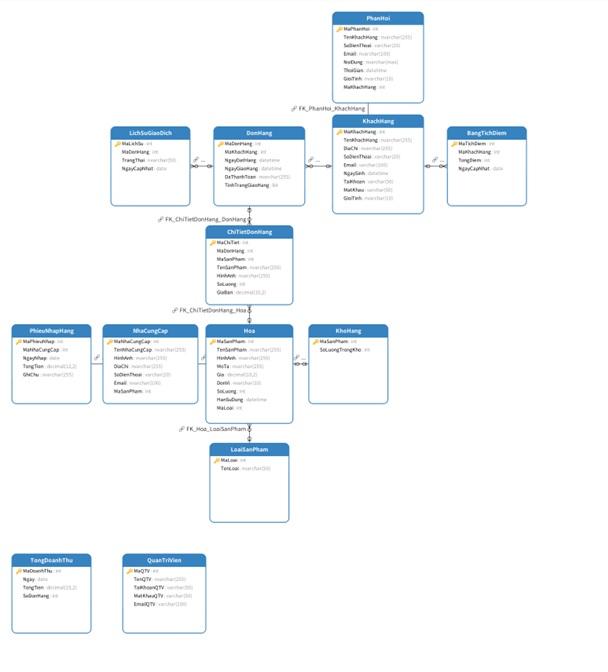 PhanHoi
MaPhanHoi : int
TenKhachHang : nvarchar(255)
SoDienThoai : varchar(20)
Email : nvarchar(100)
NoiDung : nvarchar(max)
ThoiGian : datetime
GioiTinh : nvarchar(10)
MaKhachHang : int
FK_PhanHoi_KhachHang
LichSuGiaoDich
MaLichSu : int
MaDonHang : int
TrangThai : nvarchar(50)
NgayCapNhat : date
...
DonHang
MaDonHang : int
MaKhachHang : int
NgayDatHang : datetime
NgayGiaoHang : datetime
DaThanhToan : nvarchar(255)
TinhTrangGiaoHang : bit
...
KhachHang
MaKhachHang : int
TenKhachHang : nvarchar(255)
DiaChi : nvarchar(255)
SoDienThoai : varchar(20)
Email : varchar(100)
NgaySinh : datetime
TaiKhoan : varchar(50)
MatKhau : varchar(50)
GioiTinh : nvarchar(10)
...
BangTichDiem
MaTichDiem : int
MaKhachHang : int
TongDiem : int
NgayCapNhat : date
FK_ChiTietDonHang_DonHang
ChiTietDonHang
MaChiTiet : int
MaDonHang : int
MaSanPham : int
TenSanPham : nvarchar(255)
HinhAnh : nvarchar(255)
SoLuong : int
GiaBan : decimal(10,2)
FK_ChiTietDonHang_Hoa
PhieuNhapHang
MaPhieuNhap : int
MaNhaCungCap : int
NgayNhap : date
TongTien : decimal(12,2)
GhiChu : nvarchar(255)
NhaCungCap
MaNhaCungCap : int
TenNhaCungCap : nvarchar(255)
HinhAnh : nvarchar(255)
DiaChi : nvarchar(255)
SoDienThoai : varchar(20)
Email : varchar(100)
MaSanPham : int
Hoa
MaSanPham : int
TenSanPham : nvarchar(255)
HinhAnh : nvarchar(255)
MoTa : nvarchar(255)
Gia : decimal(10,2)
DonVi : nvarchar(50)
SoLuong : int
HanSuDung : datetime
MaLoai : int
...
KhoHang
MaSanPham : int
SoLuongTrongKho : int
FK_Hoa_LoaiSanPham
LoaiSanPham
MaLoai : int
TenLoai : nvarchar(50)
TongDoanhThu
MaDoanhThu : int
Ngay : date
TongTien : decimal(15,2)
SoDonHang : int
QuanTriVien
MaQTV : int
TenQTV : nvarchar(255)
TaiKhoanQTV : varchar(50)
MatKhauQTV : varchar(50)
EmailQTV : varchar(100)